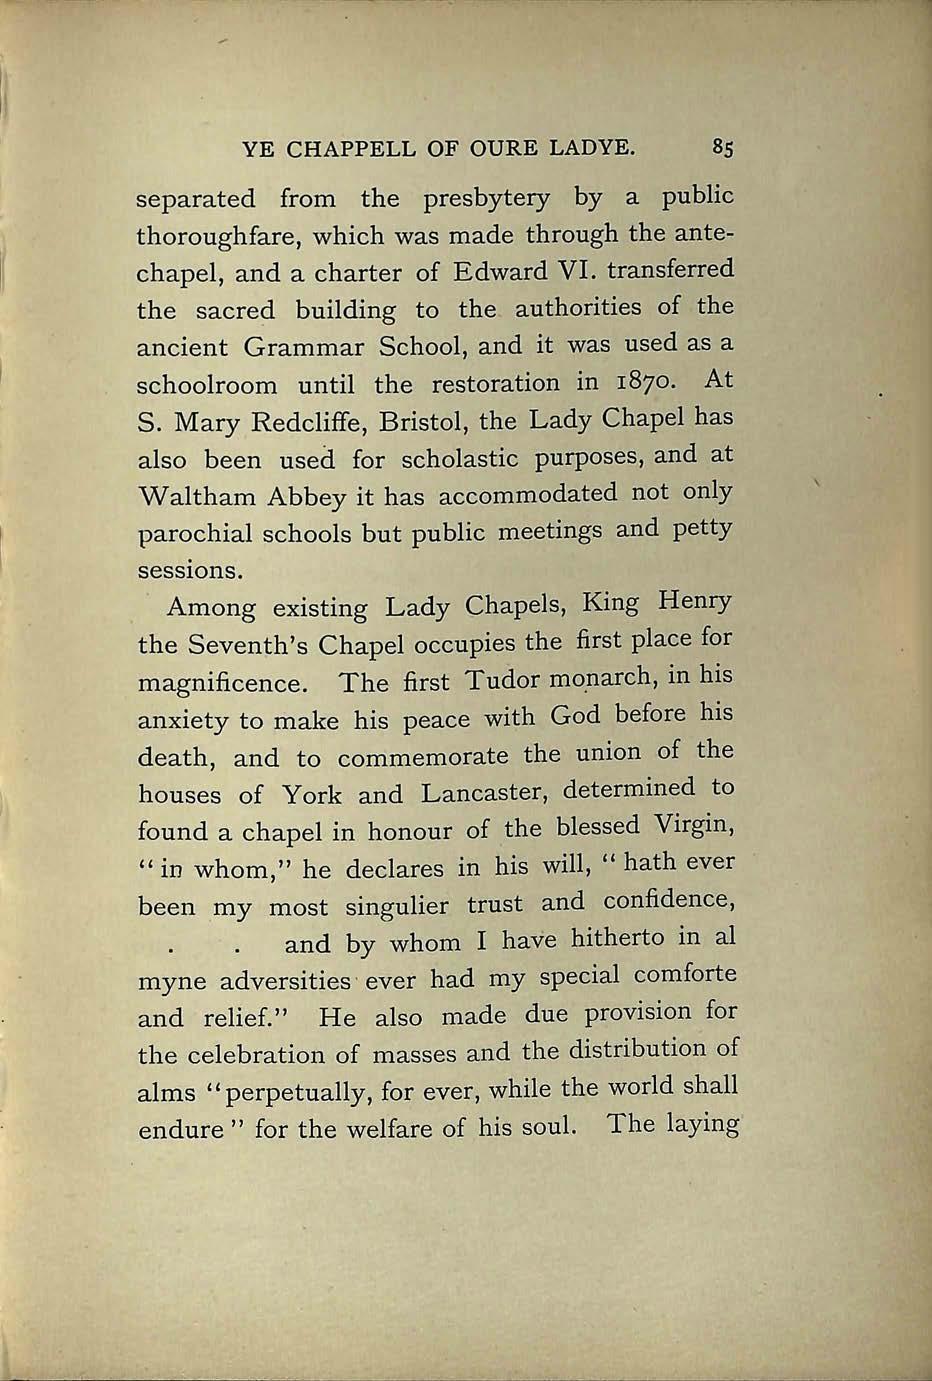 YE CHAPPELL OF OURE LADYE. 85
separated from the presbytery by a public
thoroughfare, which was made through the ante-
chapel, and a charter of Edward VI. transferred
the sacred building to the authorities of the
ancient Grammar School, and it was used as a
schoolroom until the restoration in 1870. At
S. Mary Redcliffe, Bristol, the Lady Chapel has
also been used for scholastic purposes, and at
Waltham Abbey it has accommodated not only
parochial schools but public meetings and petty
sessions.
Among existing Lady Chapels, King Henry
the Seventh's Chapel occupies the first place for
magnificence. The first Tudor monarch, in his
anxiety to make his peace with God before his
death, and to commemorate the union of the
houses of York and Lancaster, determined to
found a chapel in honour of the blessed Virgin,
"in whom," he declares in his will, "hath ever
been my most singulier trust and confidence,
. . and by whom I have hitherto in al
myne adversities ever had my special comforte
and relief." He also made due provision for
the celebration of masses and the distribution of
alms "perpetually, for ever, while the world shall
endure" for the welfare of his soul. The laying